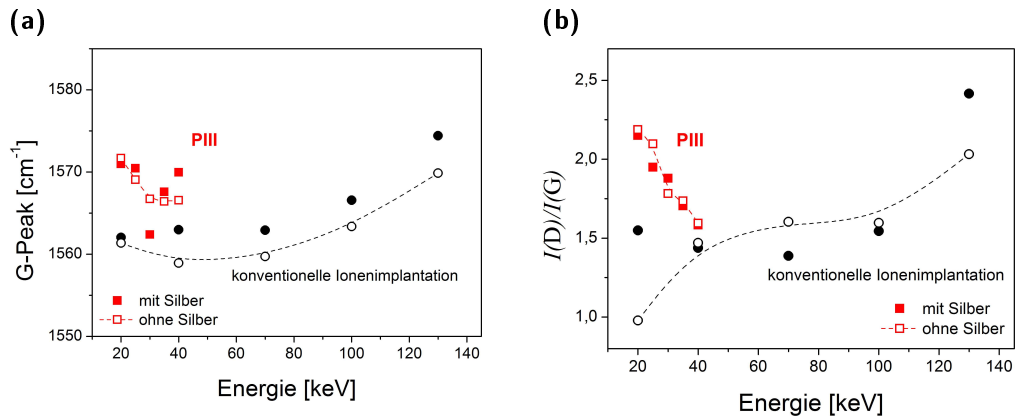 (a)
G-Peak [cm⁻¹]
1580
1570
1560
1550
PIII
konventionelle Ionenimplantation
mit Silber
ohne Silber
20 40 60 80 100 120 140
Energie [keV]
(b)
I(D)/I(G)
2,5
2,0
1,5
1,0
PIII
konventionelle Ionenimplantation
mit Silber
ohne Silber
20 40 60 80 100 120 140
Energie [keV]